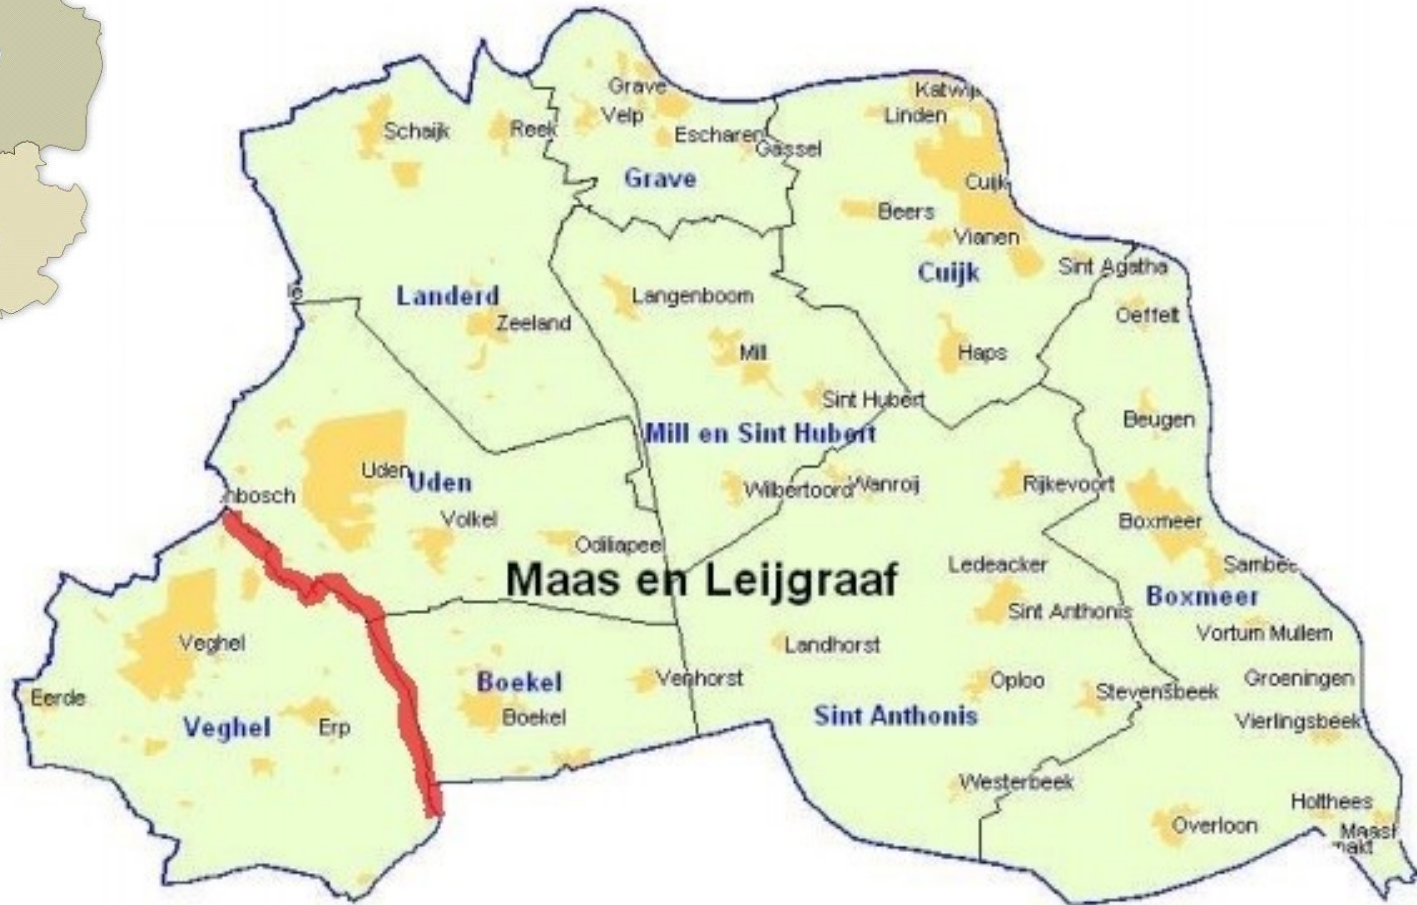 Grave
Katwijk
Velp
Linden
Schaijk
Reek
Escharen
Gassel
Grave
Cuijk
Beers
Vianen
Cuijk
Sint Agatha
Landerd
Langenboom
Zeeland
Oeffelt
Mill
Haps
Sint Hubert
Beugen
Mill en Sint Hubert
Uden
Uden
Wilbertoord
Wanroij
Rijkevoort
nbosch
Volkel
Boxmeer
Odiliapeel
Ledeacker
Sambee
Maas en Leijgraaf
Boxmeer
Sint Anthonis
Vortum Mullem
Veghel
Landhorst
Boekel
Venhorst
Oploo
Groeningen
Eerde
Stevensbeek
Veghel
Erp
Boekel
Sint Anthonis
Vierlingsbeek
Westerbeek
Holthees
Overloon
Maast